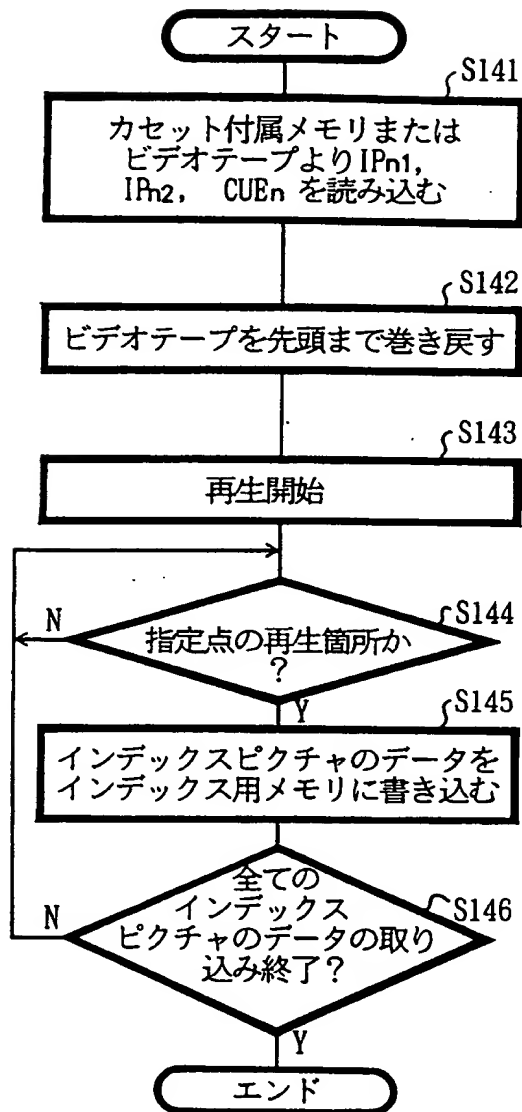 スタート
S141
カセット付属メモリまたは
ビデオテープよりIPn1,
IPn2, CUEn を読み込む
S142
ビデオテープを先頭まで巻き戻す
S143
再生開始
N
S144
指定点の再生箇所か
?
Y
S145
インデックスピクチャのデータを
インデックス用メモリに書き込む
全ての
N
インデックス
S146
ピクチャのデータの取り
込み終了?
Y
エンド